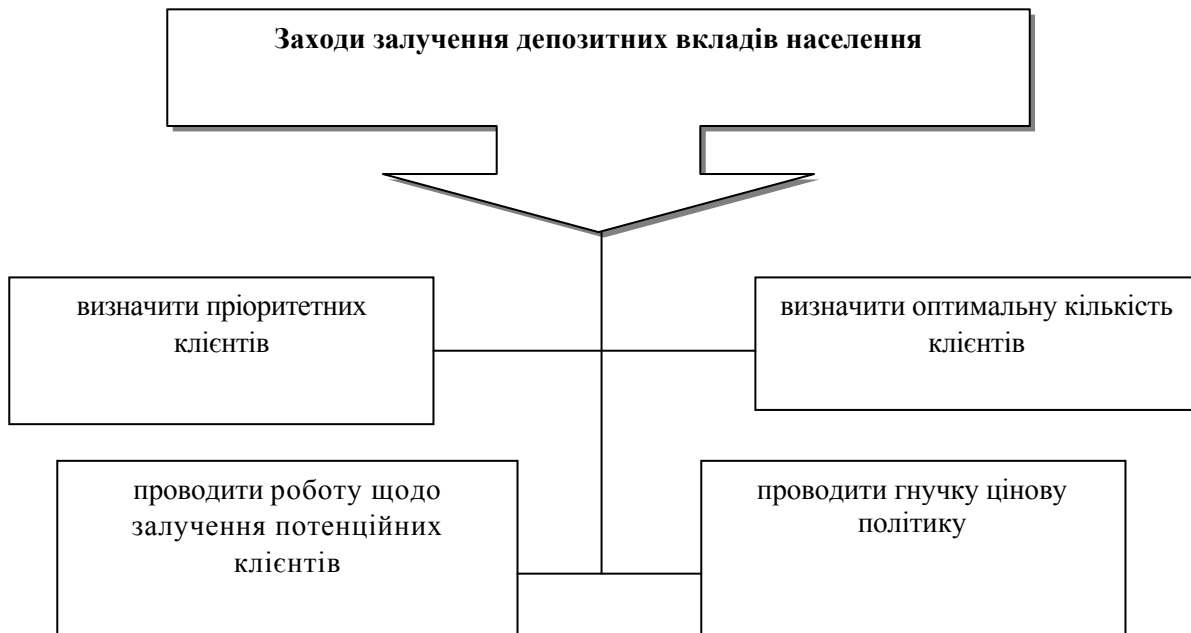 Заходи залучення депозитних вкладів населення
визначити пріоритетних
клієнтів
визначити оптимальну кількість
клієнтів
проводити роботу щодо
залучення потенційних
клієнтів
проводити гнучку цінову
політику